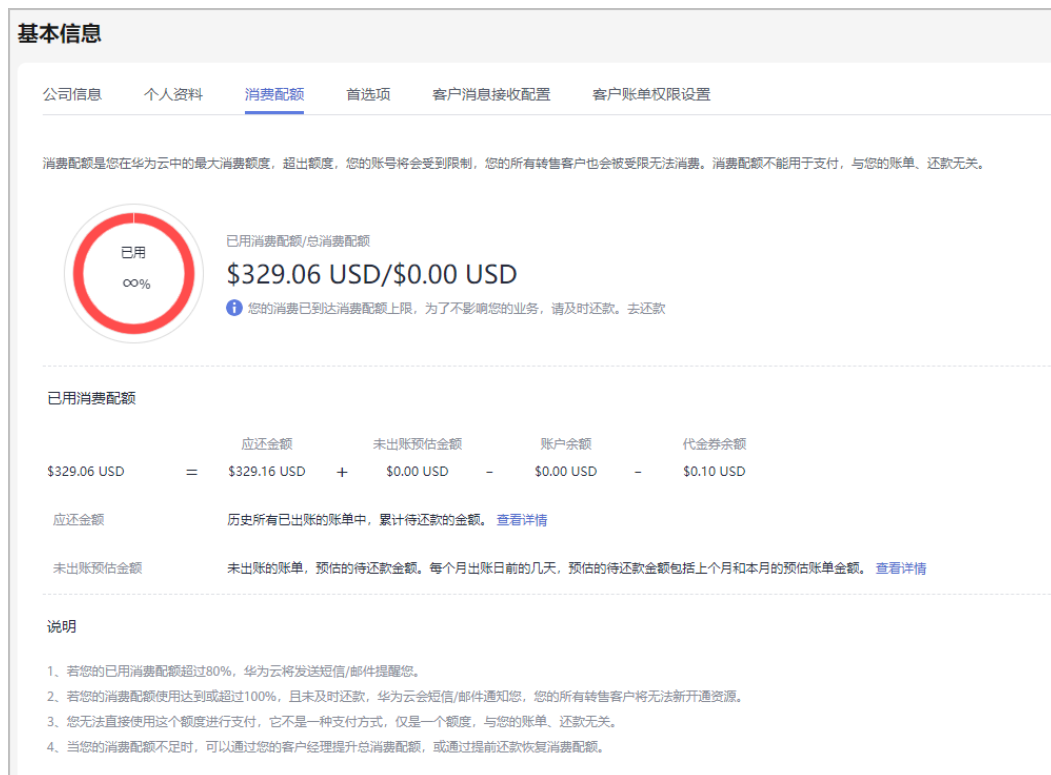 基本信息
公司信息 个人资料 消费配额 首选项 客户消息接收配置 客户账单权限设置
消费配额是您在华为云中的最大消费额度，超出额度，您的账号将会受到限制，您的所有转售客户也会被受限无法消费。消费配额不能用于支付，与您的账单、还款无关。
已用
∞%
已用消费配额/总消费配额
$329.06 USD/$0.00 USD
您的消费已到达消费配额上限，为了不影响您的业务，请及时还款。去还款
已用消费配额
应还金额 未出账预估金额 账户余额 代金券余额
$329.06 USD = $329.16 USD + $0.00 USD - $0.00 USD - $0.10 USD
应还金额 历史所有已出账的账单中，累计待还款的金额。 查看详情
未出账预估金额 未出账的账单，预估的待还款金额。每个月出账日前的几天，预估的待还款金额包括上个月和本月的预估账单金额。 查看详情
说明
1、若您的已用消费配额超过80%，华为云将发送短信/邮件提醒您。
2、若您的消费配额使用达到或超过100%，且未及时还款，华为云会短信/邮件通知您，您的所有转售客户将无法新开通资源。
3、您无法直接使用这个额度进行支付，它不是一种支付方式，仅是一个额度，与您的账单、还款无关。
4、当您的消费配额不足时，可以通过您的客户经理提升总消费配额，或通过提前还款恢复消费配额。